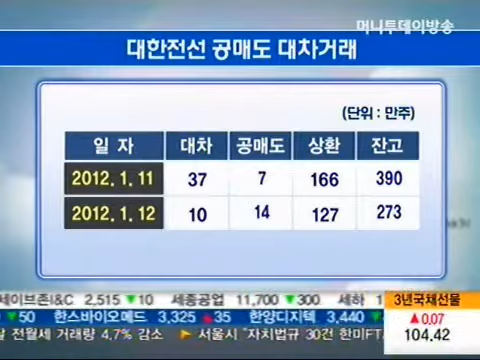 머니투데이방송
대한전선 공매도 대차거래
(단위 : 만주)
일 자 대차 공매도 상환 잔고
2012. 1. 11 37 7 166 390
2012. 1. 12 10 14 127 273
세이브존I&C 2,515 ▼10 세종공업 11,700 ▼300 세하
▼50 한스바이오메드 3,325 ▲35 한양디지텍 3,440
전월세 거래량 4.7% 감소 ▶ 서울시 "자치법규 30건 한미FT
3년국채선물
▲0.07
104.42